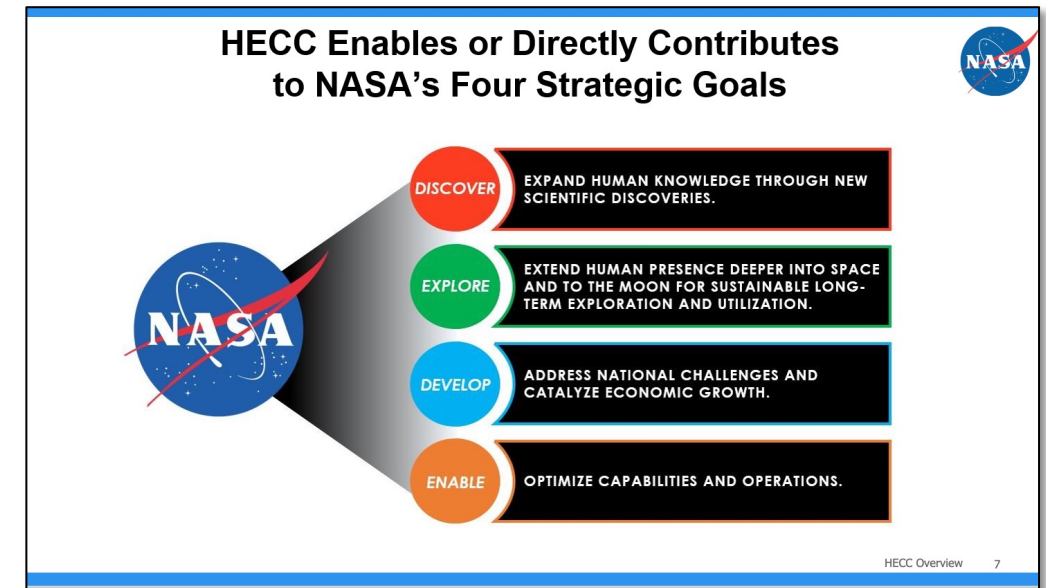 HECC Enables or Directly Contributes
to NASA's Four Strategic Goals
NASA
NASA
DISCOVER
EXPAND HUMAN KNOWLEDGE THROUGH NEW
SCIENTIFIC DISCOVERIES.
EXPLORE
EXTEND HUMAN PRESENCE DEEPER INTO SPACE
AND TO THE MOON FOR SUSTAINABLE LONG-
TERM EXPLORATION AND UTILIZATION.
DEVELOP
ADDRESS NATIONAL CHALLENGES AND
CATALYZE ECONOMIC GROWTH.
ENABLE
OPTIMIZE CAPABILITIES AND OPERATIONS.
HECC Overview 7